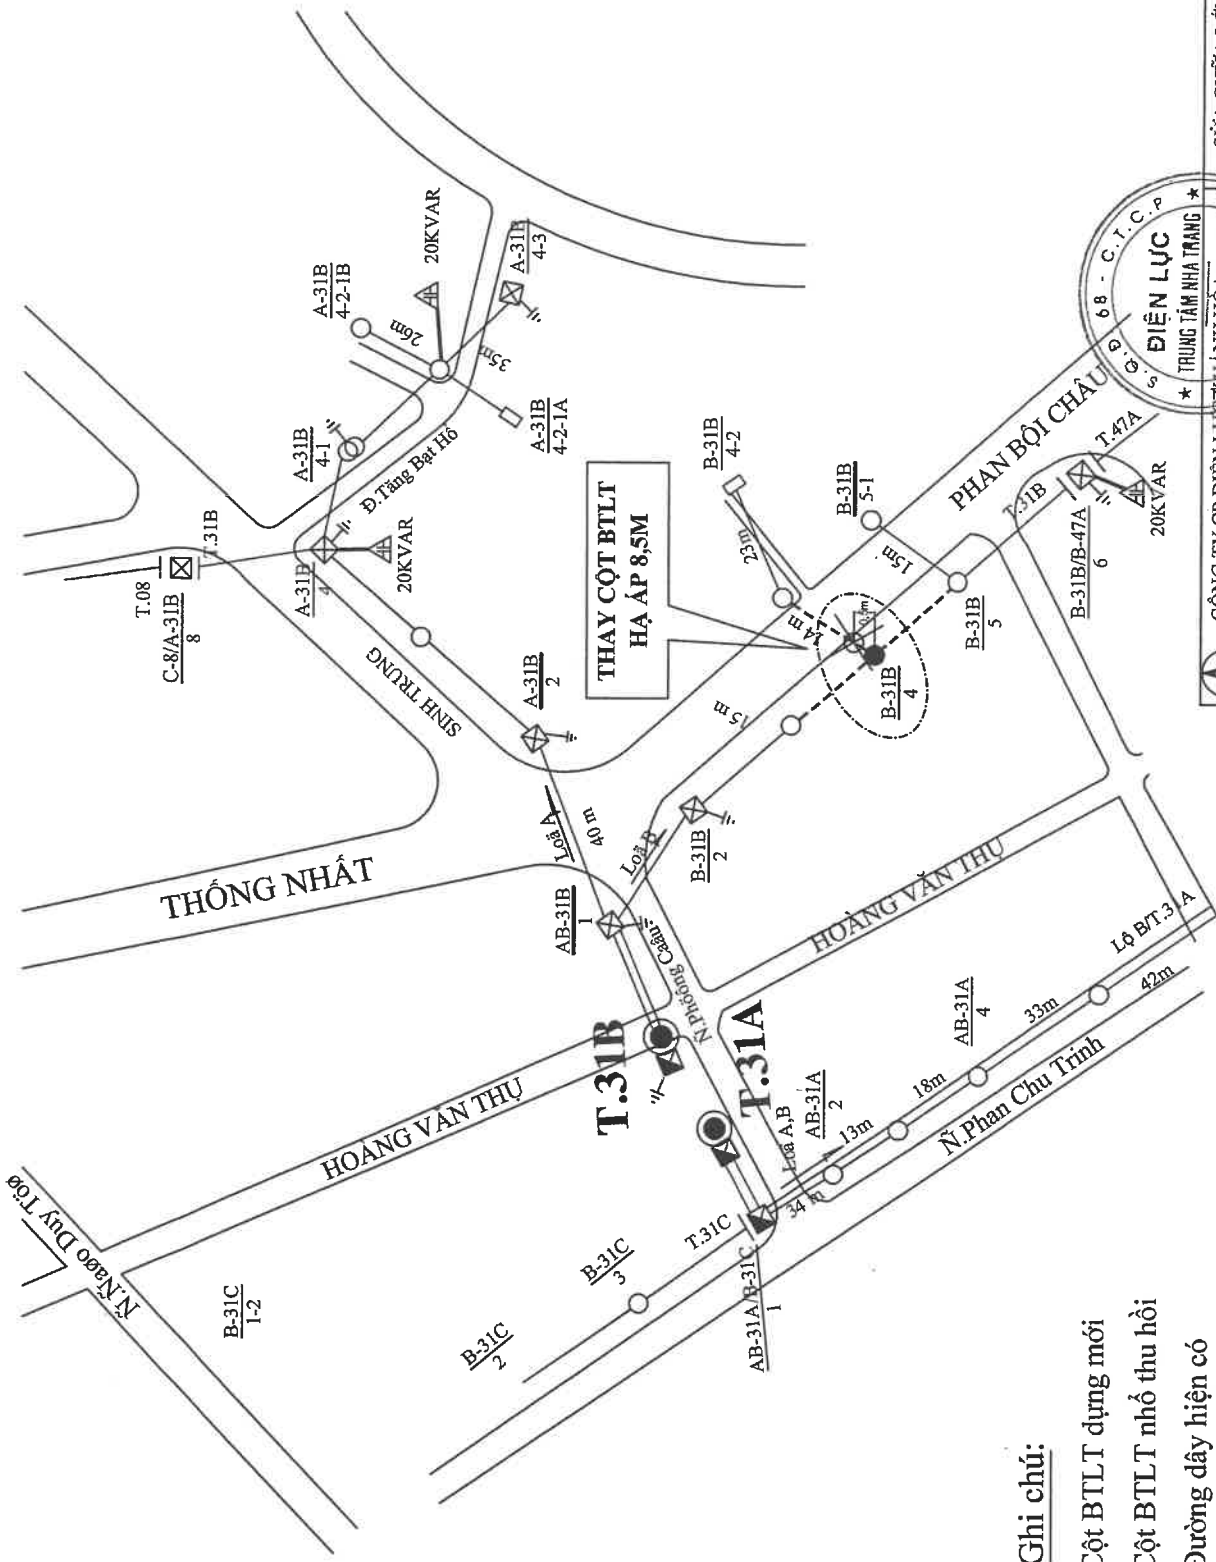 T.08
C-8/A-31B
8
T.31B
A-31B
4
20KVAR
A-31B
4-1
Đ.Tăng Bạt Hổ
A-31B
4-2-1B
26m
20KVAR
A-31B
4-3
35m
A-31B
4-2-1A
SINH TRUNG
A-31B
2
THỐNG NHẤT
Loä A
40 m
AB-31B
1
Loä B
B-31B
2
15 m
THAY CỘT BTLT
HẠ ÁP 8,5M
B-31B
4-2
23m
14 m
B-31B
4
B-31B
5-1
15m
B-31B
5
PHAN BỘI CHÂU
T.31B
T.47A
B-31B/B-47A
6
20KVAR
S.Q.Đ 68 - C.T.C.P
ĐIỆN LỰC
TRUNG TÂM NHA TRANG
HOÀNG VĂN THỤ
HOÀNG VĂN THỤ
T.31B
T.31A
Ñ.Naøo Duy Töø
B-31C
1-2
B-31C
2
B-31C
3
T.31C
AB-31A/B-31C
1
34 m
Loä A,B
AB-31A
2
13m
18m
AB-31A
4
33m
42m
Lộ B/T.31A
Ñ.Phan Chu Trinh
Ghi chú:
Cột BTLT dựng mới
Cột BTLT nhổ thu hồi
Đường dây hiện có